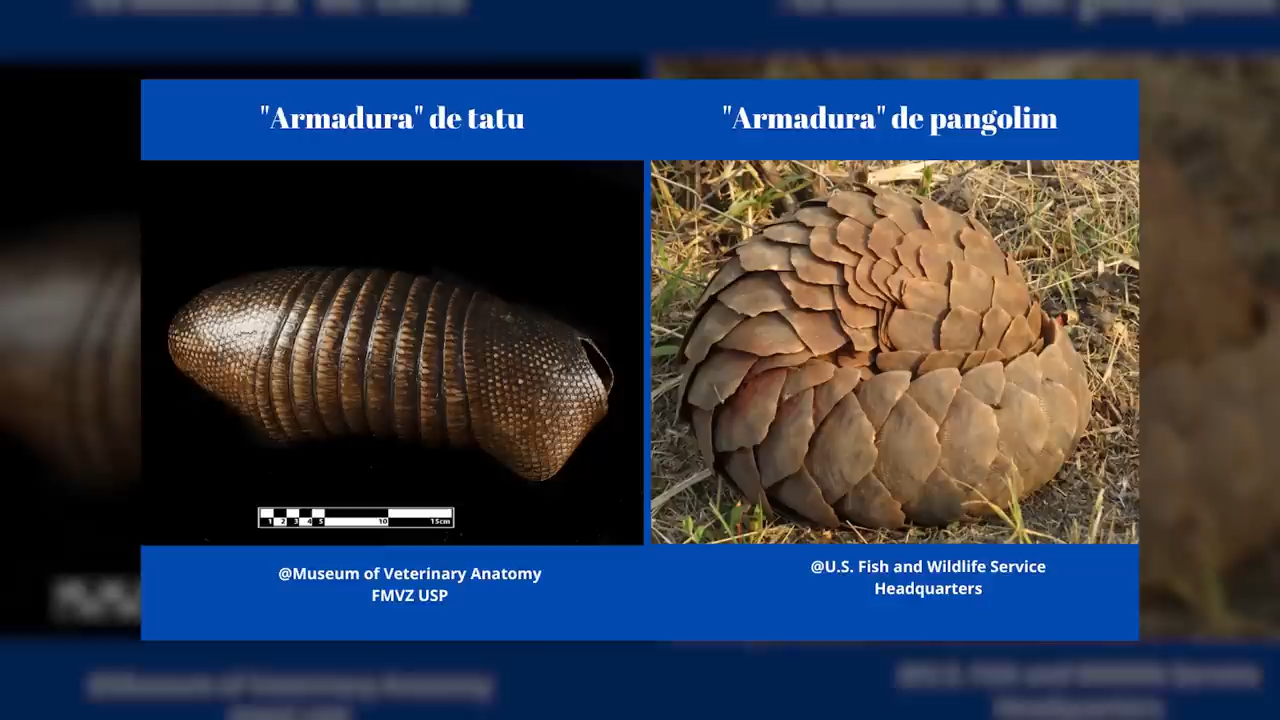 "Armadura" de tatu
"Armadura" de pangolim
1 2 3 4 5 10 15cm
@Museum of Veterinary Anatomy
FMVZ USP
@U.S. Fish and Wildlife Service
Headquarters